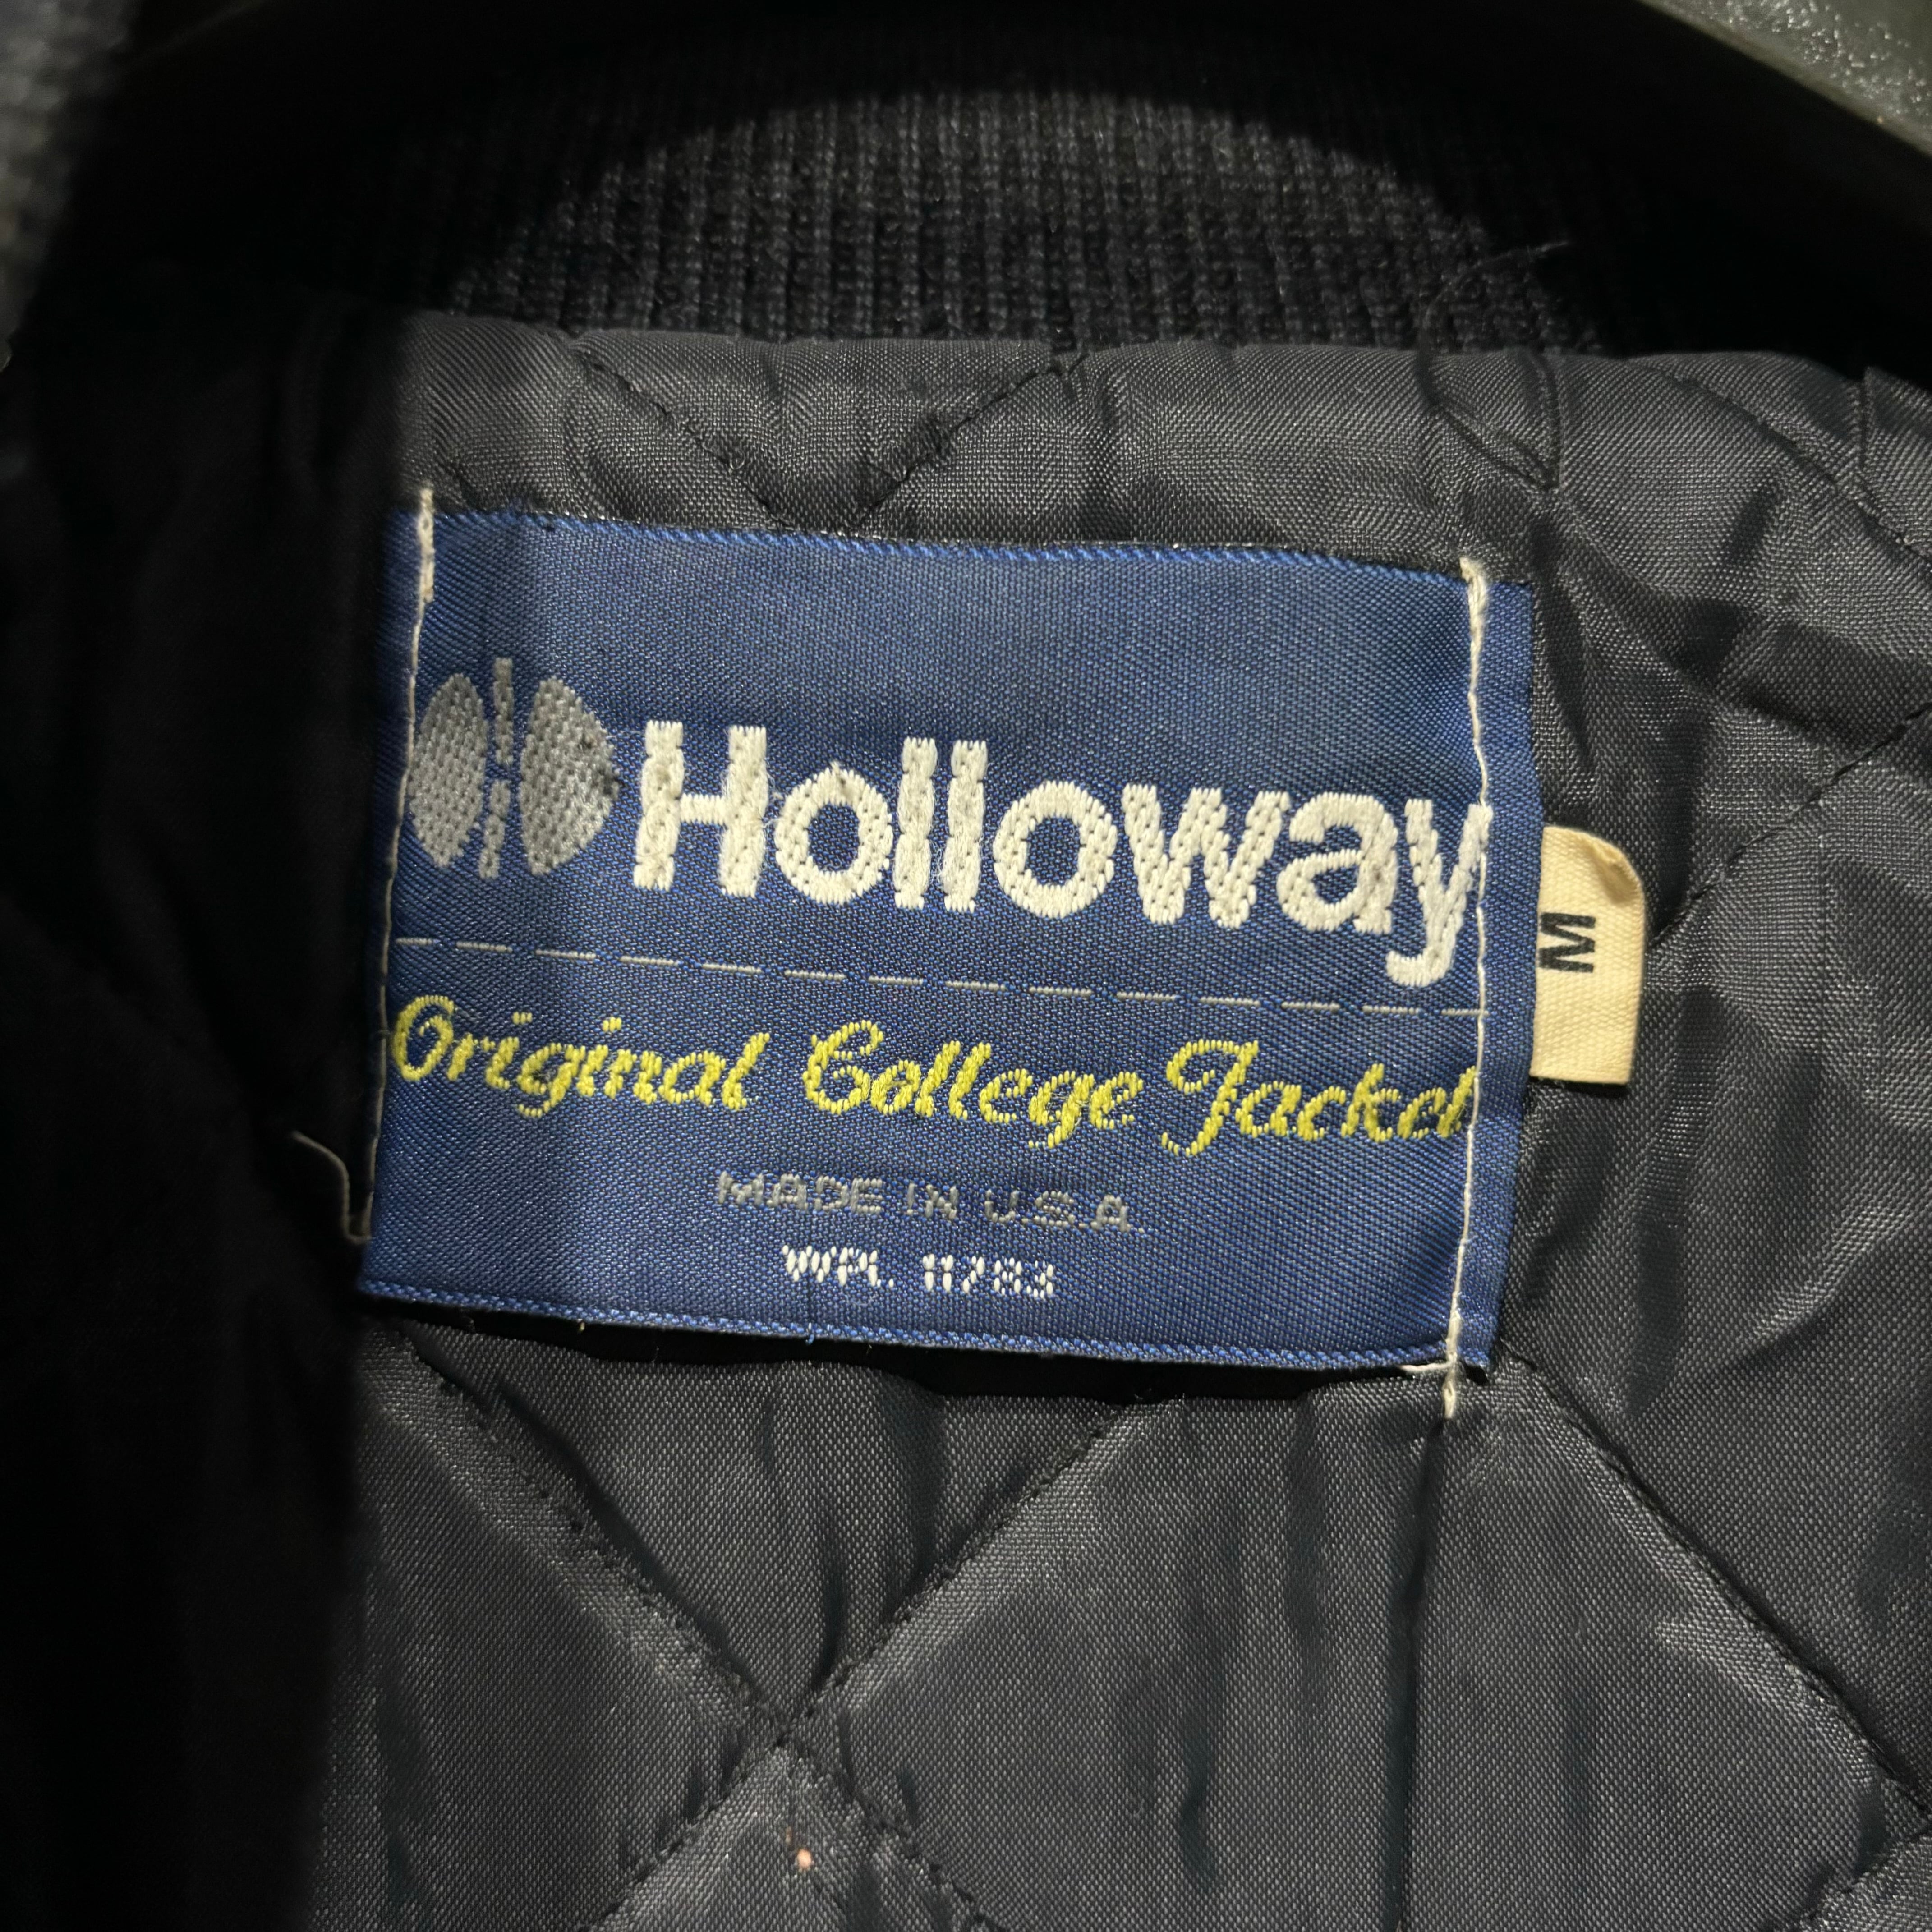 Holloway
Original College Jacket
MADE IN U.S.A.
WPL 11783
M